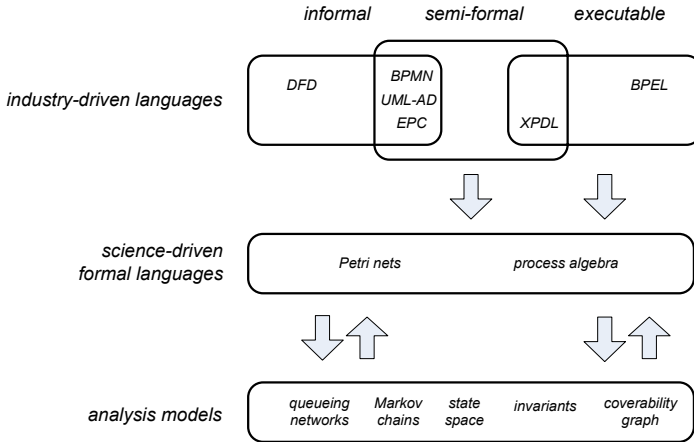 informal semi-formal executable
industry-driven languages
DFD
BPMN
UML-AD
EPC
XPDL
BPEL
science-driven
formal languages
Petri nets process algebra
analysis models
queueing
networks
Markov
chains
state
space
invariants
coverability
graph